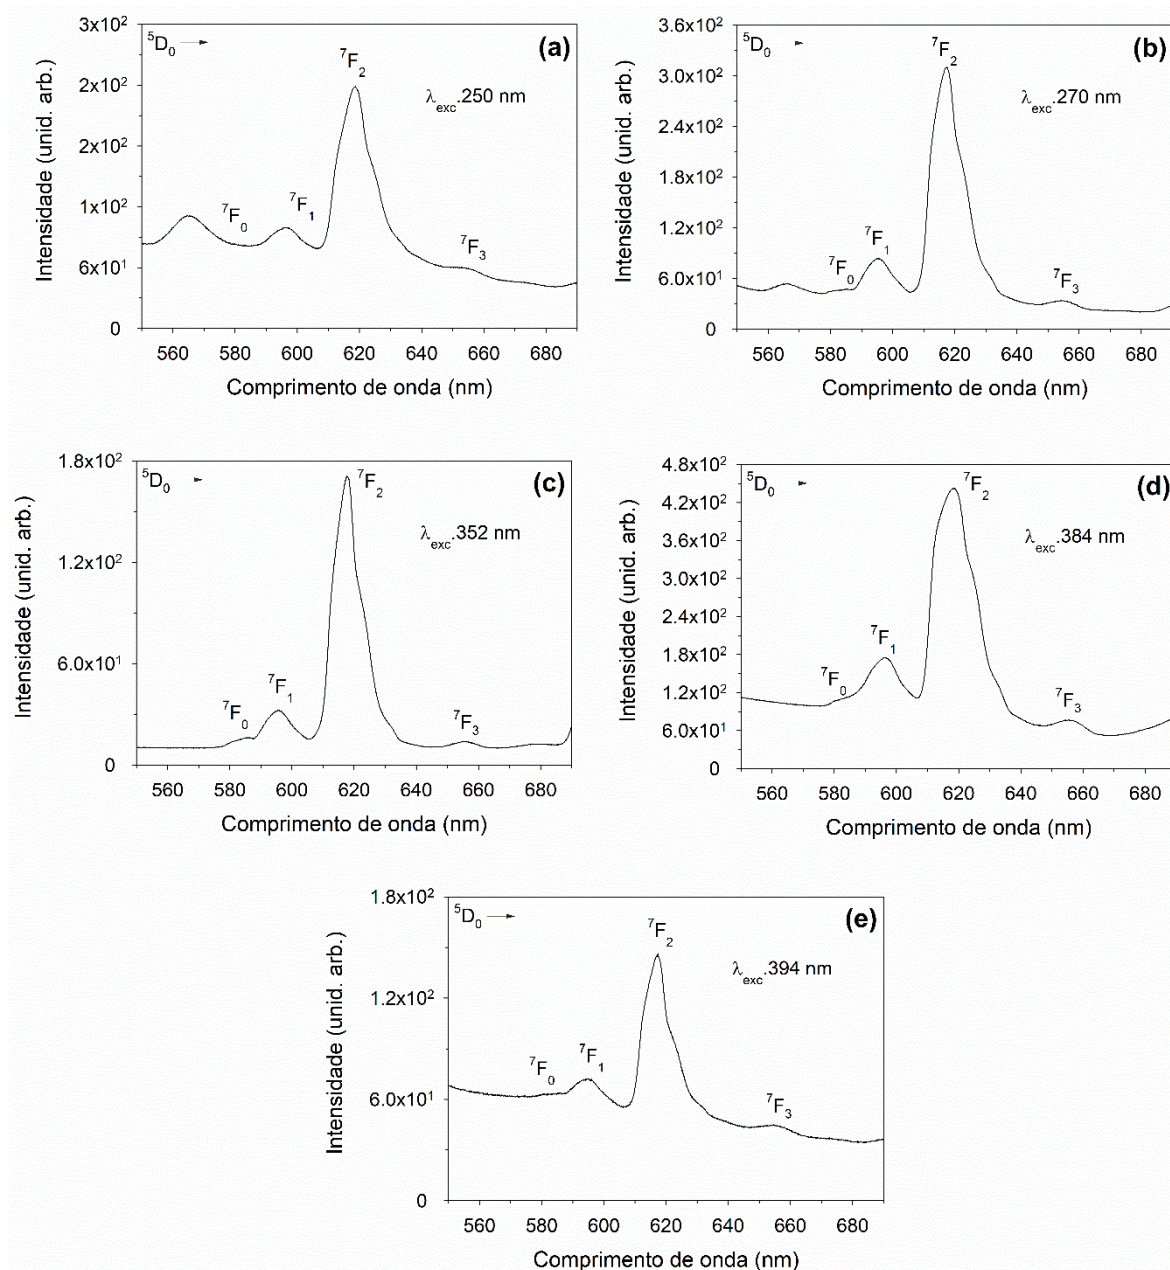 (a)
⁵D₀ →
λexc.250 nm
⁷F₀
⁷F₁
⁷F₂
⁷F₃
Intensidade (unid. arb.)
3x10²
2x10²
2x10²
1x10²
6x10¹
0
560 580 600 620 640 660 680
Comprimento de onda (nm)
(b)
⁵D₀
λexc.270 nm
⁷F₀
⁷F₁
⁷F₂
⁷F₃
Intensidade (unid. arb.)
3.6x10²
3.0x10²
2.4x10²
1.8x10²
1.2x10²
6.0x10¹
0
560 580 600 620 640 660 680
Comprimento de onda (nm)
(c)
⁵D₀
λexc.352 nm
⁷F₀
⁷F₁
⁷F₂
⁷F₃
Intensidade (unid. arb.)
1.8x10²
1.2x10²
6.0x10¹
0
560 580 600 620 640 660 680
Comprimento de onda (nm)
(d)
⁵D₀
λexc.384 nm
⁷F₀
⁷F₁
⁷F₂
⁷F₃
Intensidade (unid. arb.)
4.8x10²
4.2x10²
3.6x10²
3.0x10²
2.4x10²
1.8x10²
1.2x10²
6.0x10¹
0
560 580 600 620 640 660 680
Comprimento de onda (nm)
(e)
⁵D₀ →
λexc.394 nm
⁷F₀
⁷F₁
⁷F₂
⁷F₃
Intensidade (unid. arb.)
1.8x10²
1.2x10²
6.0x10¹
0
560 580 600 620 640 660 680
Comprimento de onda (nm)